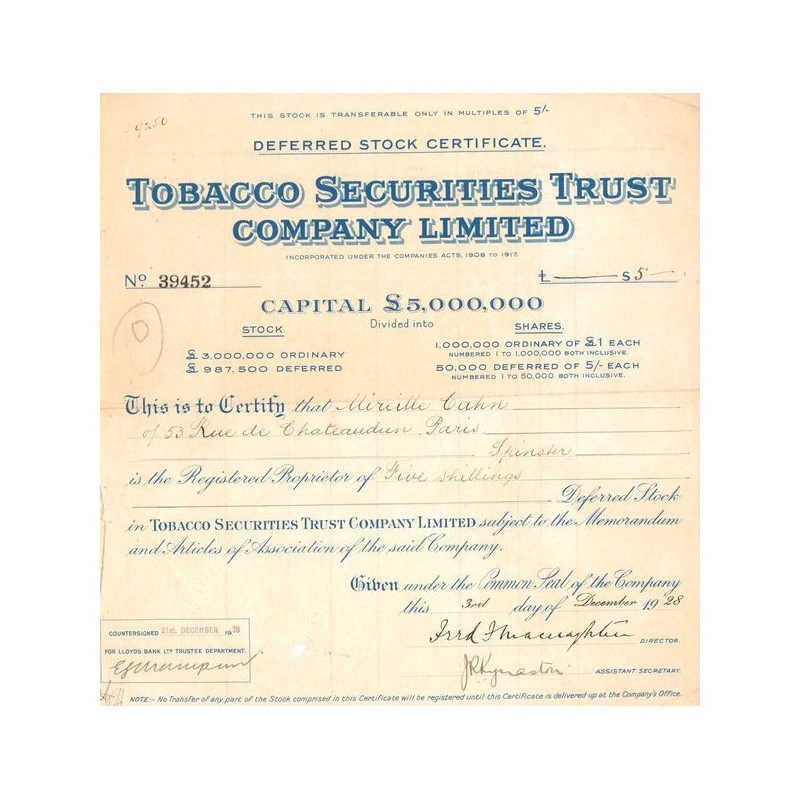 THIS STOCK IS TRANSFERABLE ONLY IN MULTIPLES OF 5/-
9250
DEFERRED STOCK CERTIFICATE.
TOBACCO SECURITIES TRUST
COMPANY LIMITED
INCORPORATED UNDER THE COMPANIES ACTS, 1908 TO 1917.
No. 39452
£ — s 5 —
CAPITAL £5,000,000
Divided into
0
STOCK.
£3,000,000 ORDINARY
£987,500 DEFERRED
SHARES.
1,000,000 ORDINARY OF £1 EACH
NUMBERED 1 TO 1,000,000 BOTH INCLUSIVE.
50,000 DEFERRED OF 5/- EACH
NUMBERED 1 TO 50,000 BOTH INCLUSIVE.
This is to Certify that Mireille Cahn
of 53 Rue de Chateaudun Paris
Spinster
is the Registered Proprietor of Five shillings
Deferred Stock
in TOBACCO SECURITIES TRUST COMPANY LIMITED subject to the Memorandum
and Articles of Association of the said Company.
Given under the Common Seal of the Company
this 3rd day of December 1928
DIRECTOR.
COUNTERSIGNED 21st. DECEMBER 1928
FOR LLOYDS BANK LTD TRUSTEE DEPARTMENT.
JRKynaston
ASSISTANT SECRETARY.
NOTE:- No Transfer of any part of the Stock comprised in this Certificate will be registered until this Certificate is delivered up at the Company's Office.